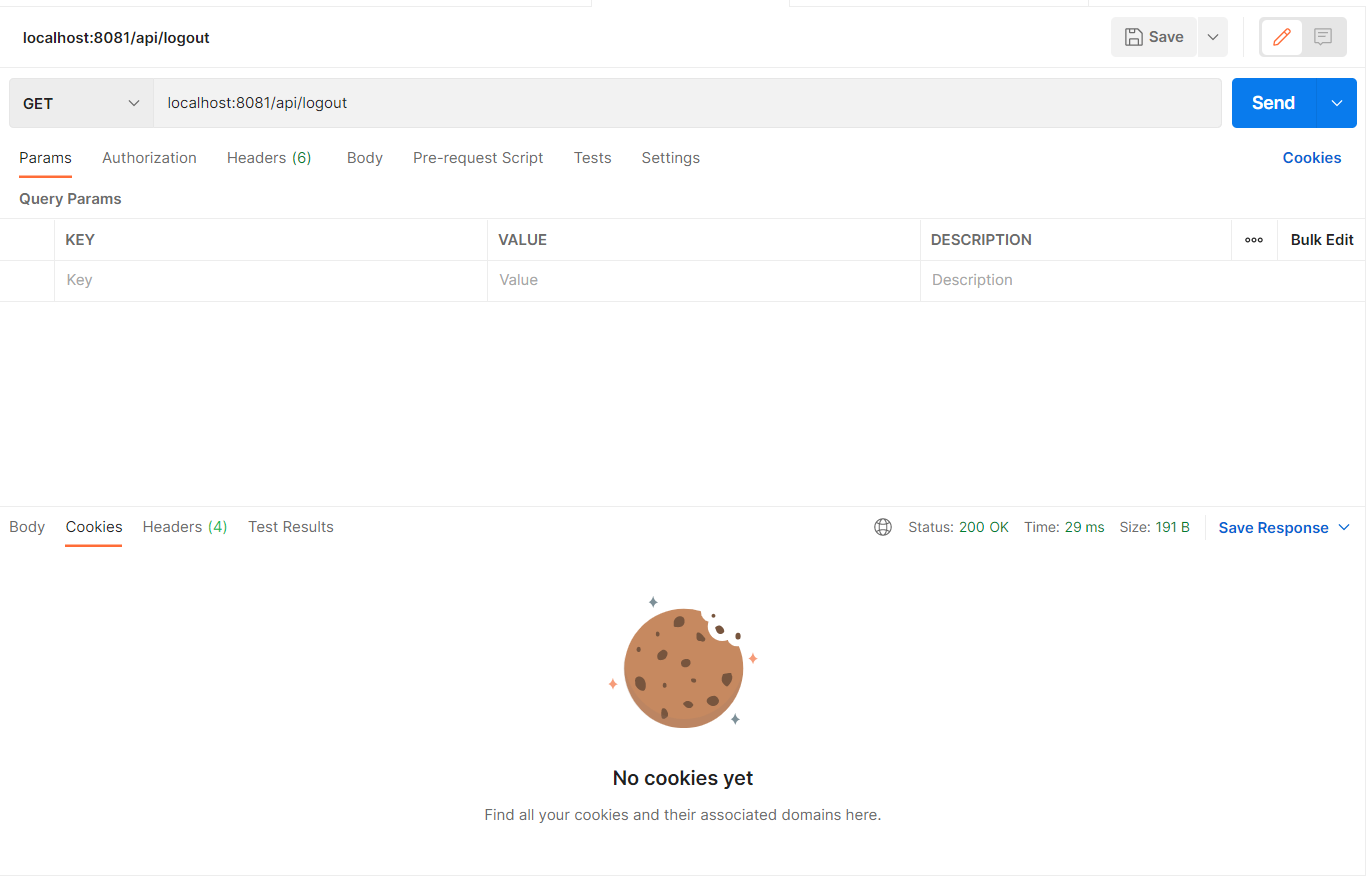 localhost:8081/api/logout
Save
GET
localhost:8081/api/logout
Send
Params Authorization Headers (6) Body Pre-request Script Tests Settings Cookies
Query Params
KEY VALUE DESCRIPTION ooo Bulk Edit
Key Value Description
Body Cookies Headers (4) Test Results Status: 200 OK Time: 29 ms Size: 191 B Save Response
No cookies yet
Find all your cookies and their associated domains here.